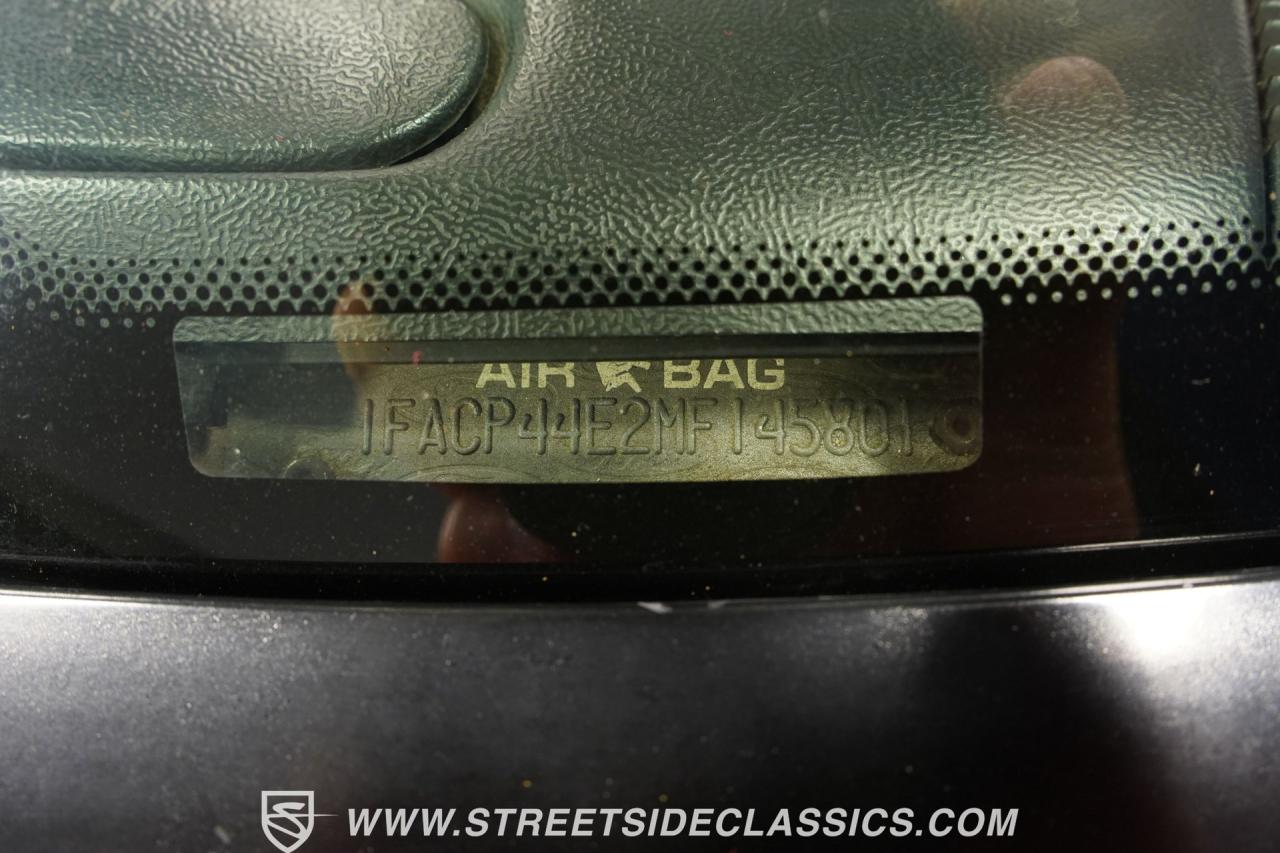 AIR BAG
1FACP44E2MF145801
WWW.STREETSIDECLASSICS.COM